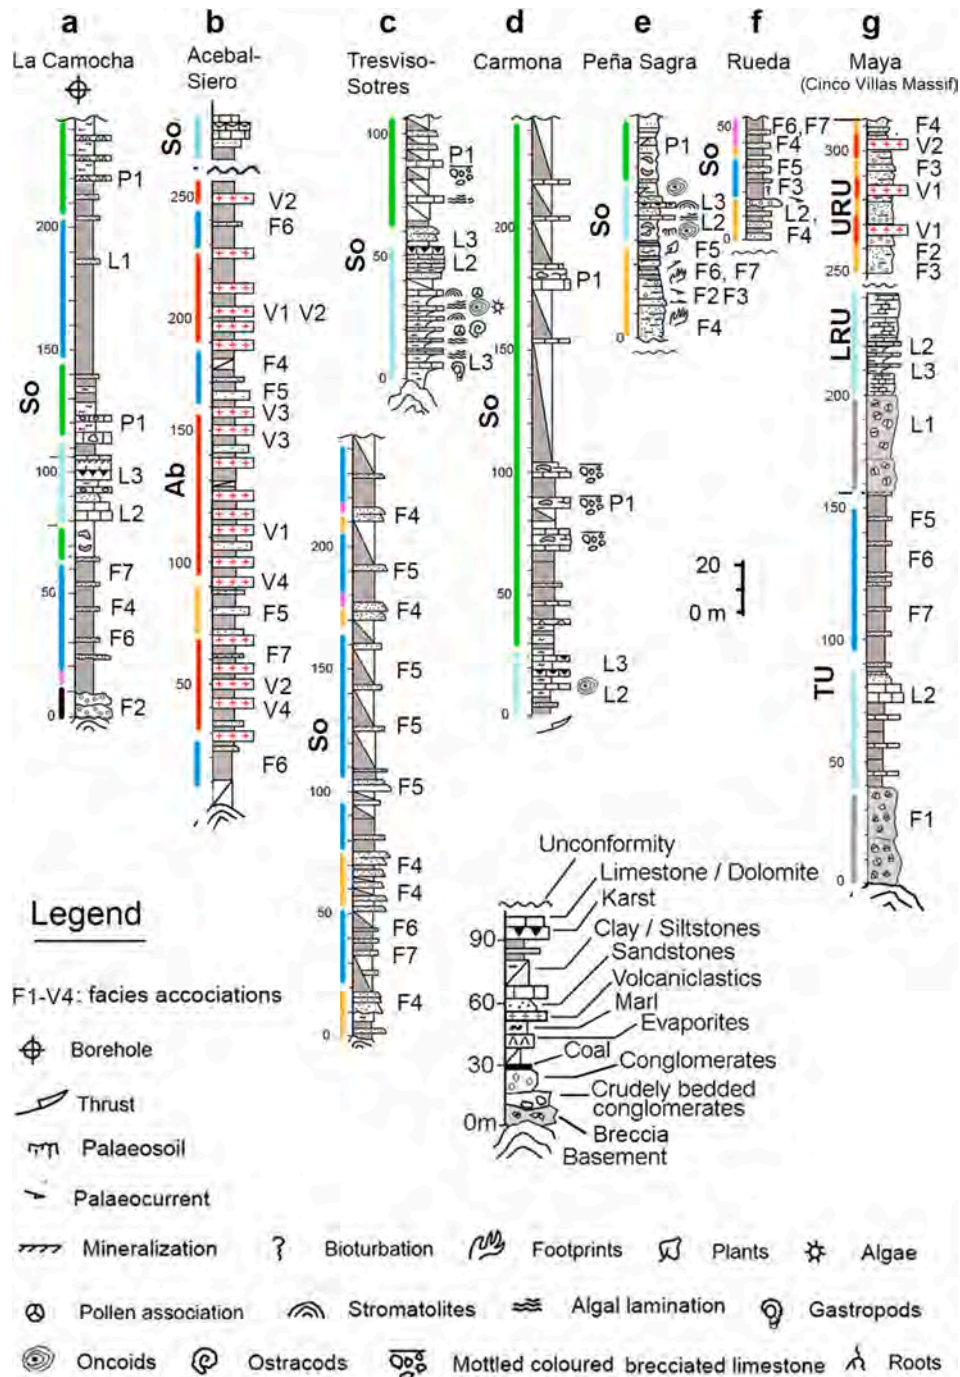 a b c d e f g
La Camocha
Acebal-
Siero
Tresviso-
Sotres
Carmona
Peña Sagra
Rueda
Maya
(Cinco Villas Massif)
P1
200
L1
150
So
P1
100
L3
L2
F7
50
F4
F6
0
F2
So
250
V2
F6
V1 V2
200
F4
F5
V3
150
V3
Ab
V1
100
V4
F5
F7
V2
50
V4
F6
100
P1
So
50
L3
L2
L3
0
F4
200
F5
F4
F5
150
So
F5
100
F5
F4
F4
50
F6
F7
F4
0
200
P1
150
So
100
P1
50
L3
L2
0
P1
So
L3
L2
F5
F6, F7
F2 F3
F4
0
50
F6, F7
F4
So
F5
F3
L2,
F4
0
F4
300
V2
F3
V1
URU
V1
F2
250
F3
LRU
L2
L3
200
L1
150
F5
F6
F7
100
TU
L2
50
F1
0
20
0 m
Legend
F1-V4: facies accociations
Borehole
Thrust
Palaeosoil
Palaeocurrent
Unconformity
Limestone / Dolomite
Karst
90
Clay / Siltstones
Sandstones
Volcaniclastics
60
Marl
Evaporites
Coal
30
Conglomerates
Crudely bedded
conglomerates
0m
Breccia
Basement
Mineralization Bioturbation Footprints Plants Algae
Pollen association Stromatolites Algal lamination Gastropods
Oncoids Ostracods Mottled coloured brecciated limestone Roots